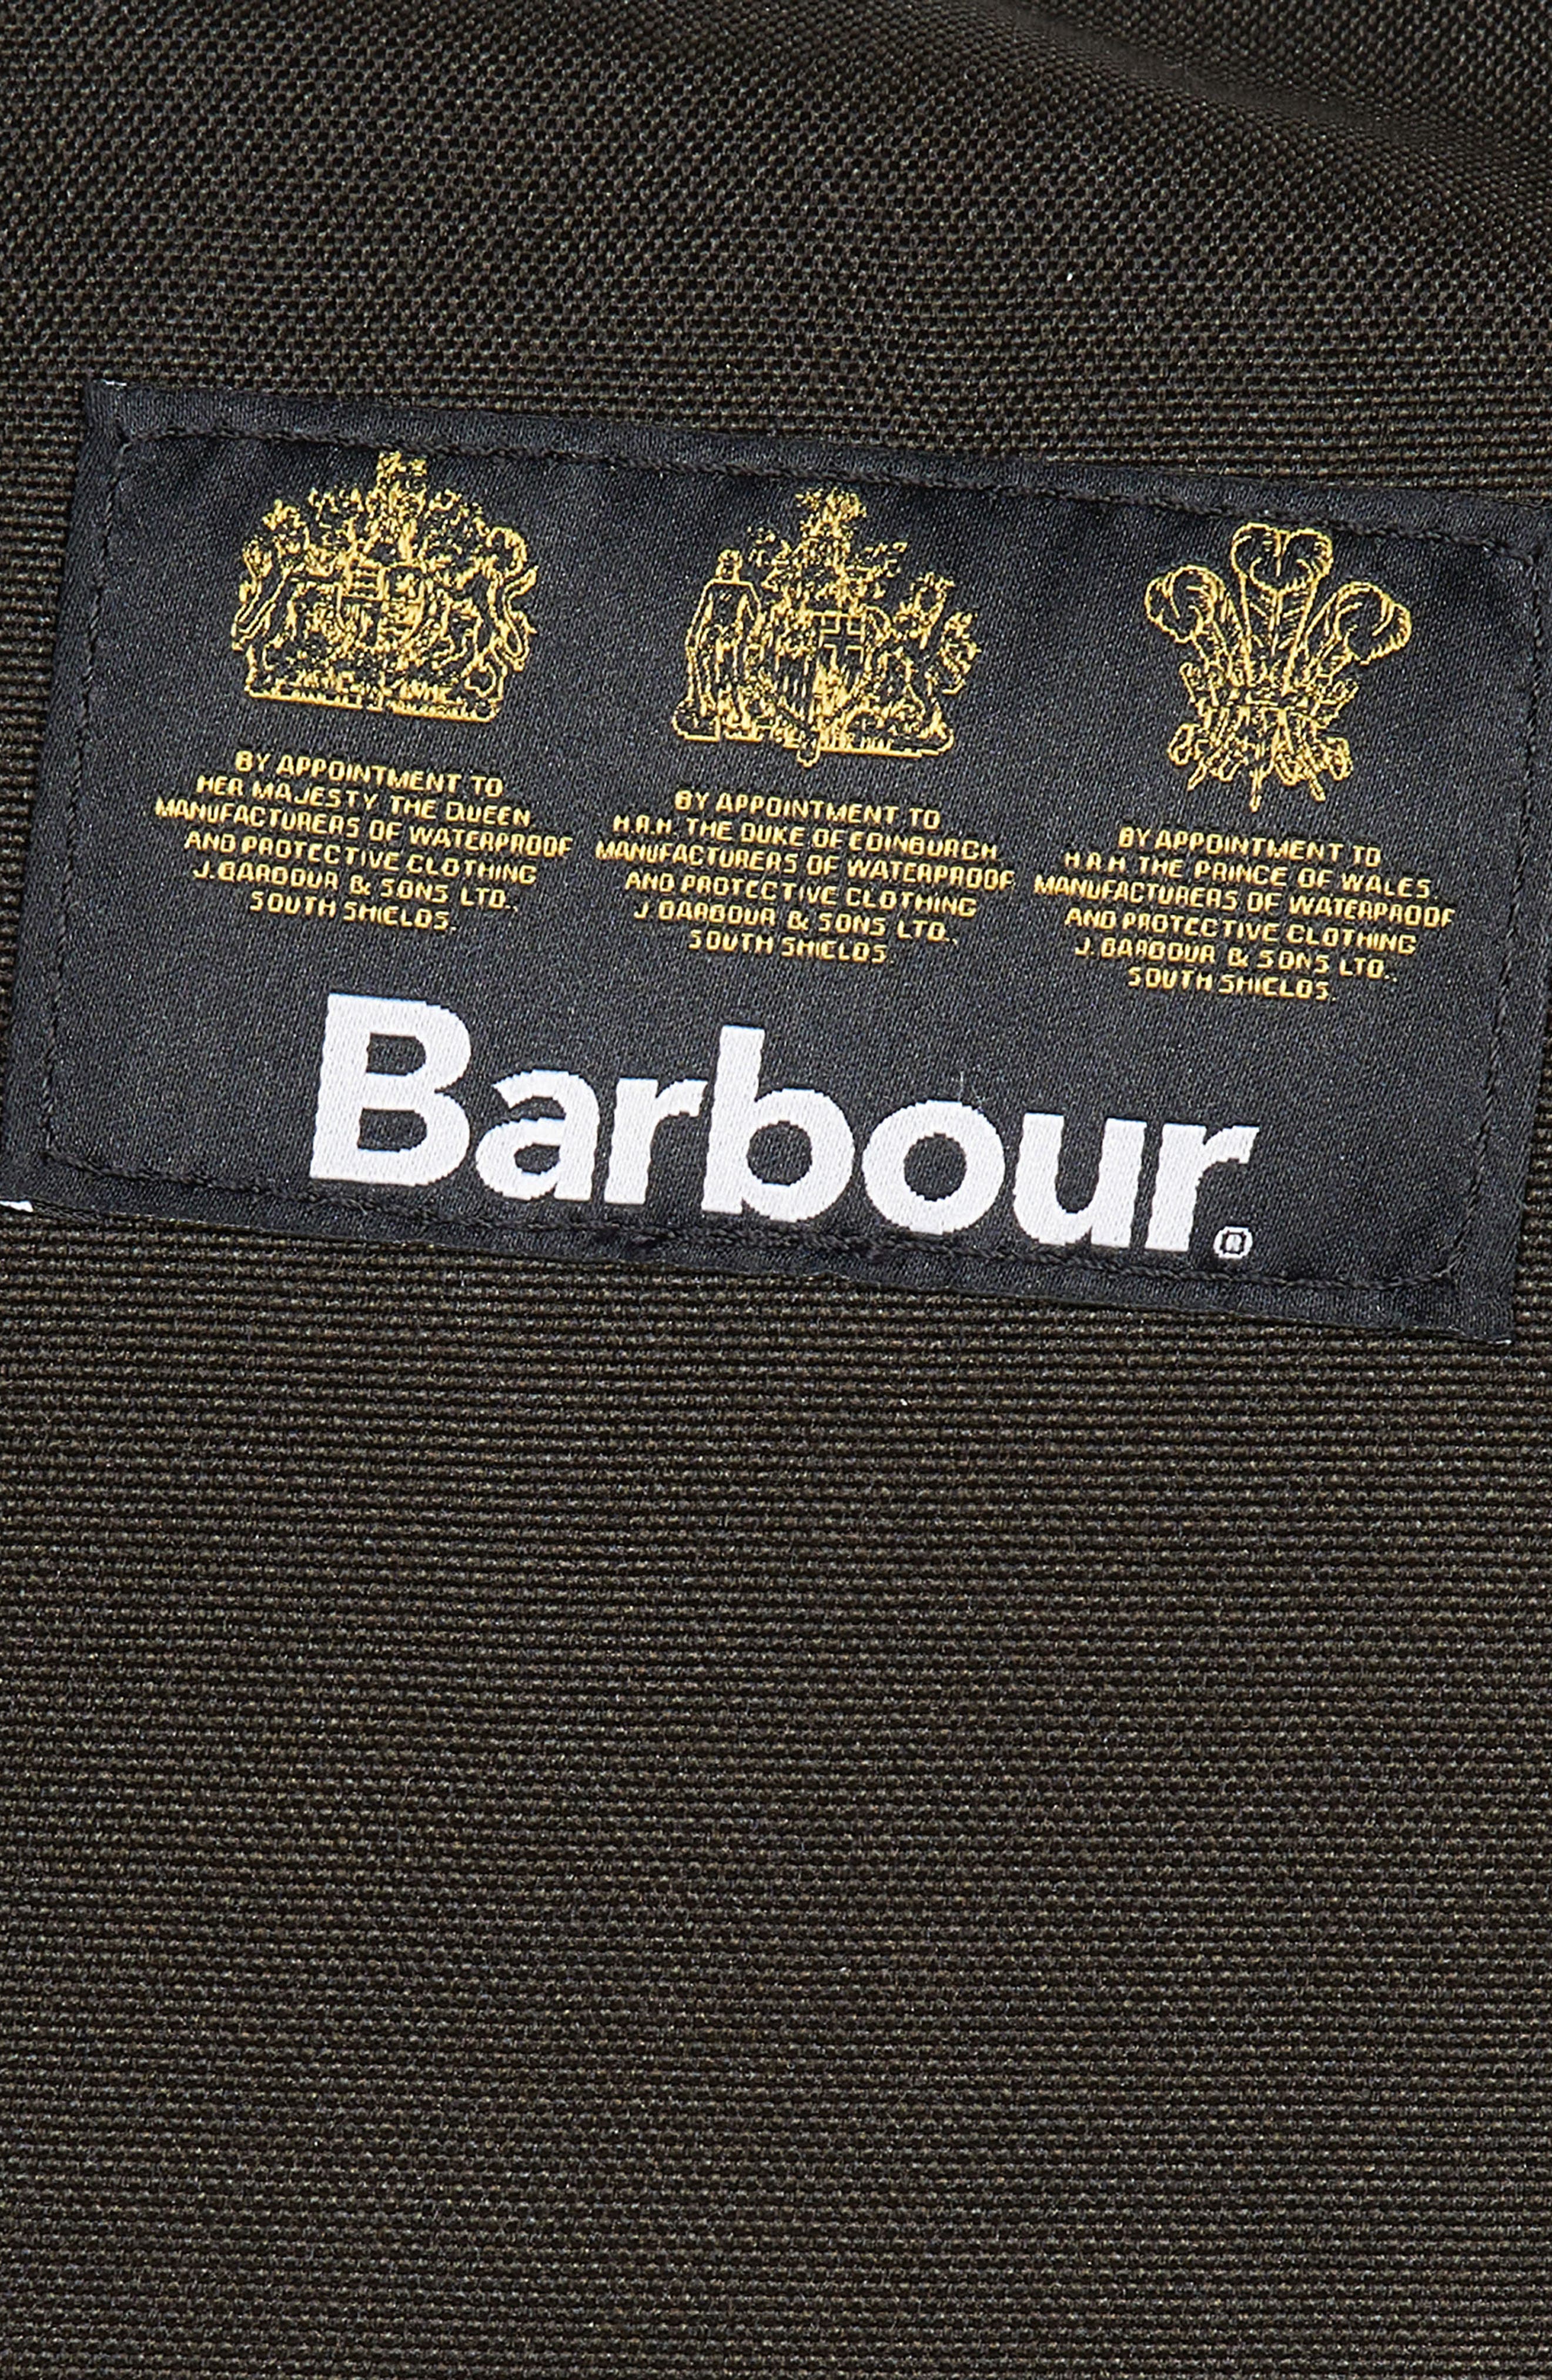 BY APPOINTMENT TO
HER MAJESTY THE QUEEN
MANUFACTURERS OF WATERPROOF
AND PROTECTIVE CLOTHING
J. BARBOUR & SONS LTD.,
SOUTH SHIELDS.
BY APPOINTMENT TO
H.R.H. THE DUKE OF EDINBURGH
MANUFACTURERS OF WATERPROOF
AND PROTECTIVE CLOTHING
J. BARBOUR & SONS LTD.,
SOUTH SHIELDS.
BY APPOINTMENT TO
H.R.H. THE PRINCE OF WALES
MANUFACTURERS OF WATERPROOF
AND PROTECTIVE CLOTHING
J. BARBOUR & SONS LTD.,
SOUTH SHIELDS.
Barbour®